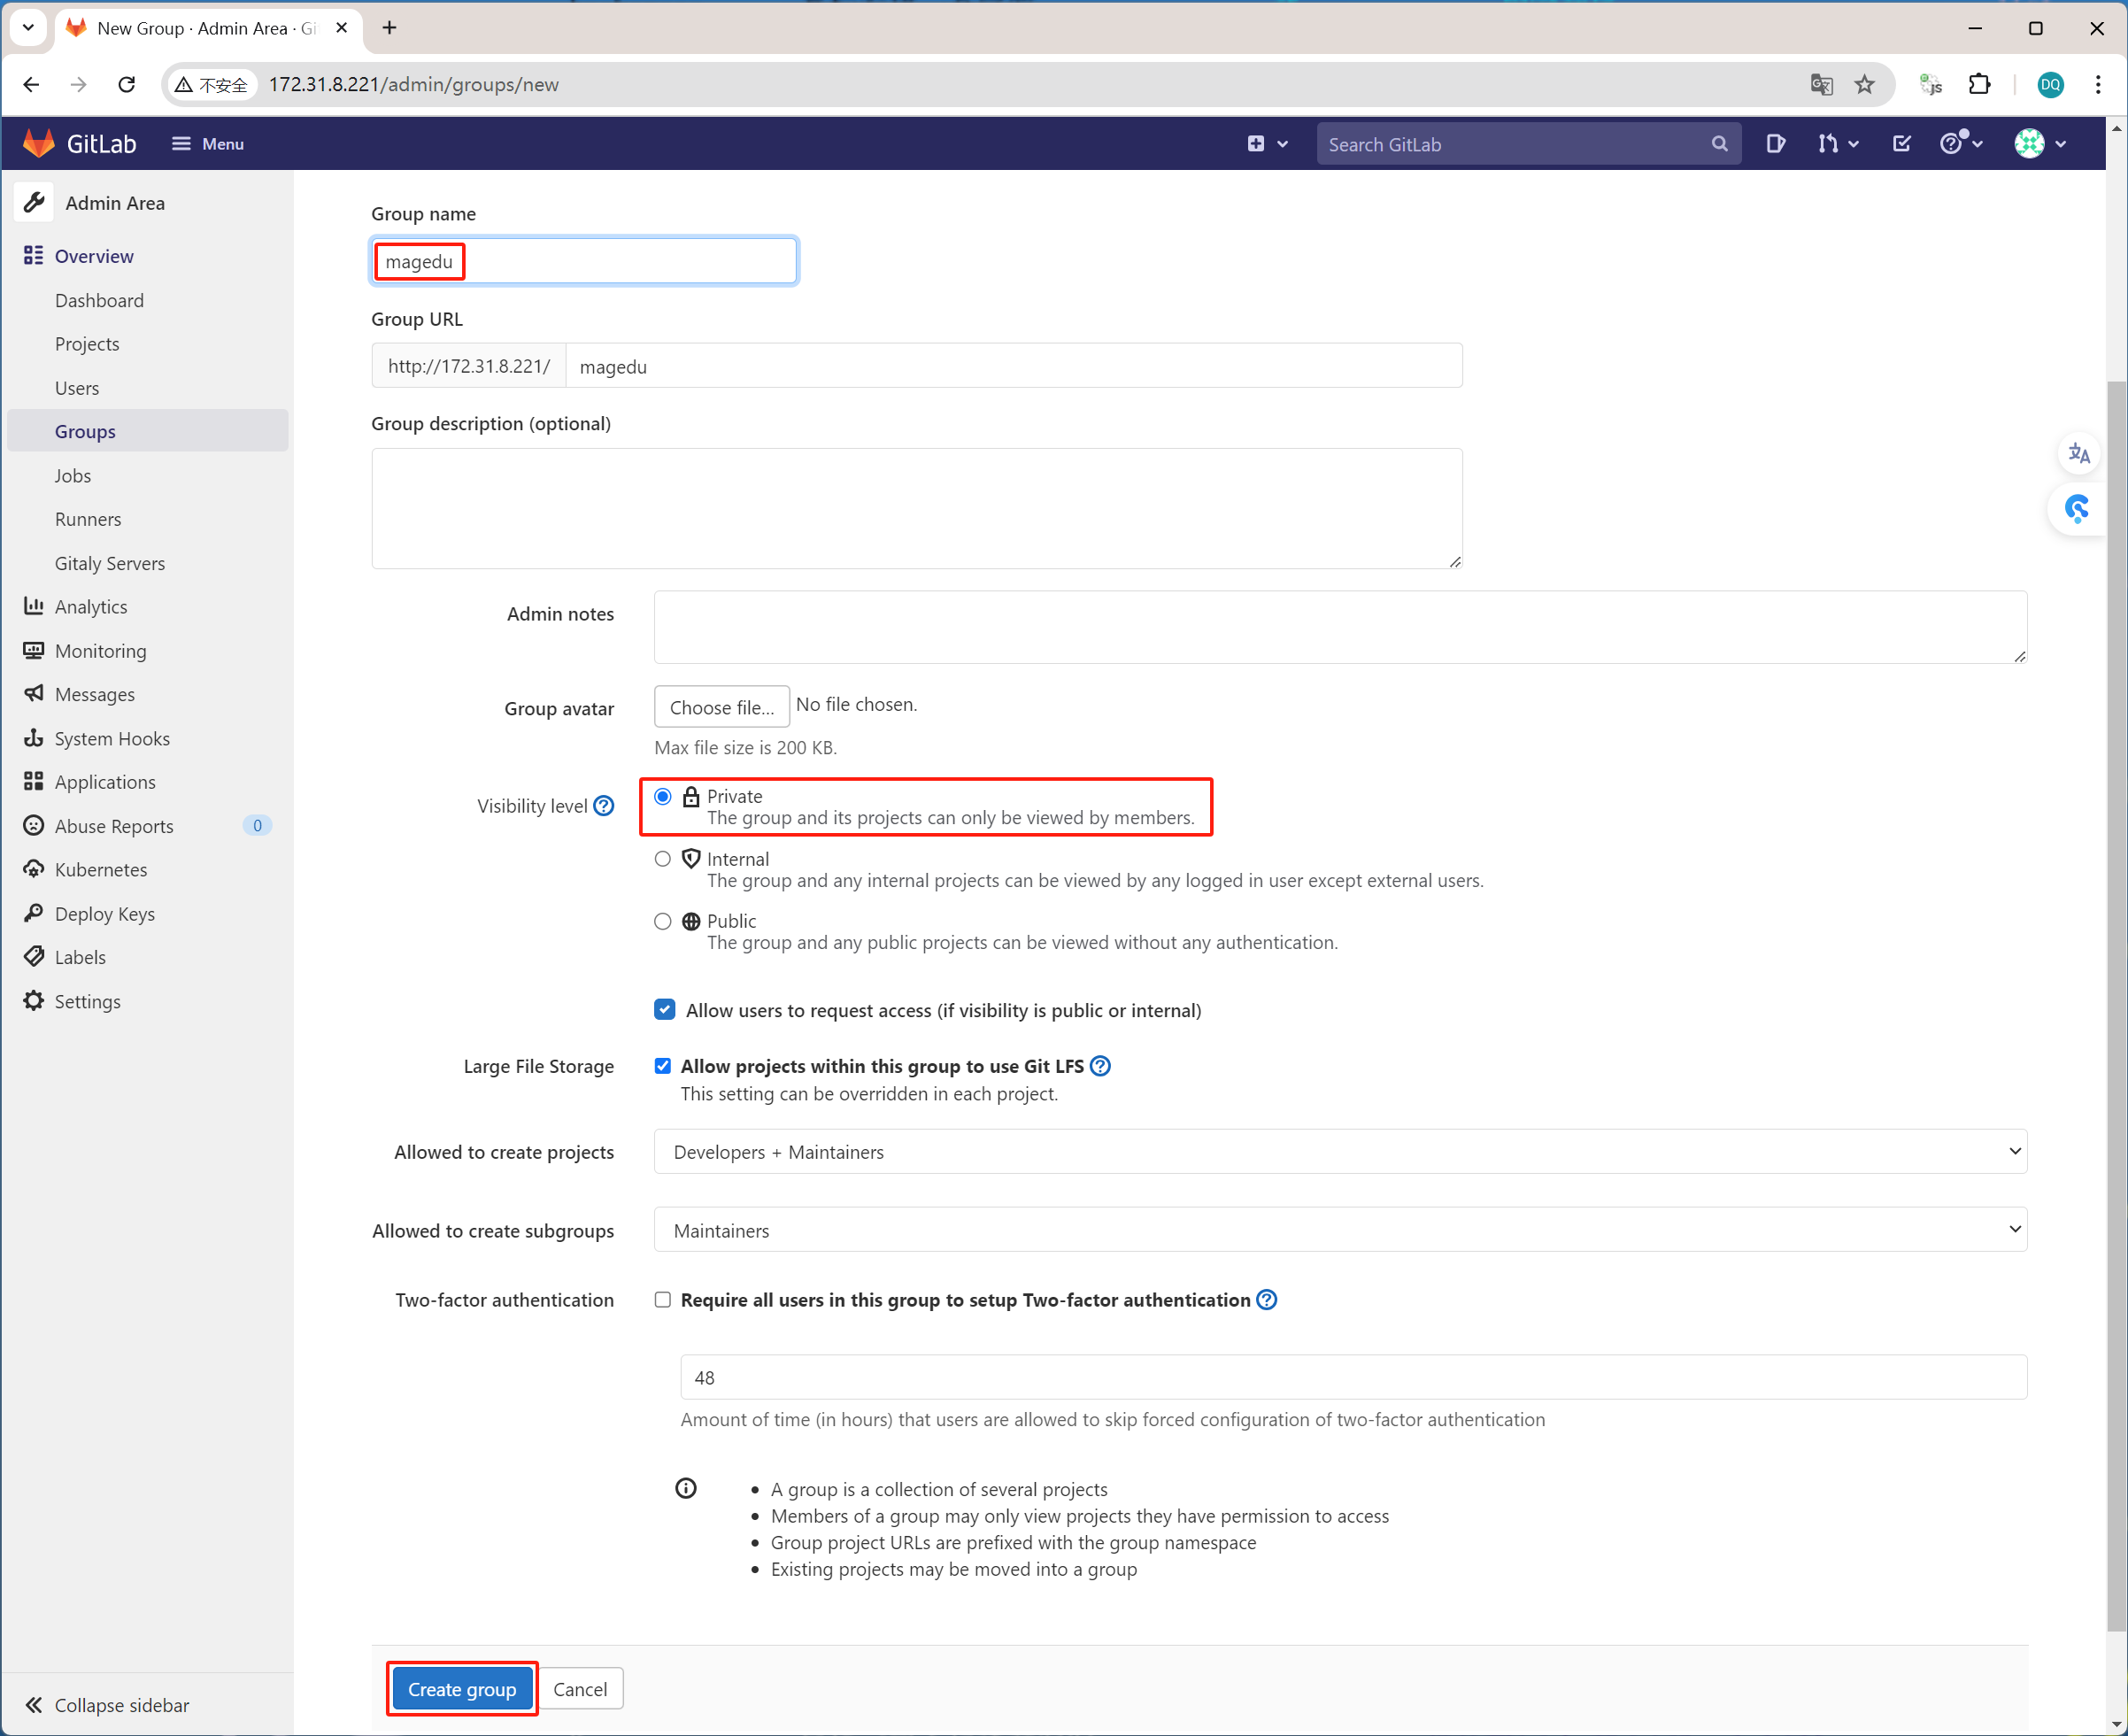 New Group · Admin Area · Gi
不安全
172.31.8.221/admin/groups/new
DQ
GitLab
Menu
Search GitLab
Admin Area
Overview
Dashboard
Projects
Users
Groups
Jobs
Runners
Gitaly Servers
Analytics
Monitoring
Messages
System Hooks
Applications
Abuse Reports 0
Kubernetes
Deploy Keys
Labels
Settings
Collapse sidebar
Group name
magedu
Group URL
http://172.31.8.221/ magedu
Group description (optional)
Admin notes
Group avatar Choose file... No file chosen.
Max file size is 200 KB.
Visibility level
Private
The group and its projects can only be viewed by members.
Internal
The group and any internal projects can be viewed by any logged in user except external users.
Public
The group and any public projects can be viewed without any authentication.
Allow users to request access (if visibility is public or internal)
Large File Storage Allow projects within this group to use Git LFS
This setting can be overridden in each project.
Allowed to create projects Developers + Maintainers
Allowed to create subgroups Maintainers
Two-factor authentication Require all users in this group to setup Two-factor authentication
48
Amount of time (in hours) that users are allowed to skip forced configuration of two-factor authentication
• A group is a collection of several projects
• Members of a group may only view projects they have permission to access
• Group project URLs are prefixed with the group namespace
• Existing projects may be moved into a group
Create group Cancel